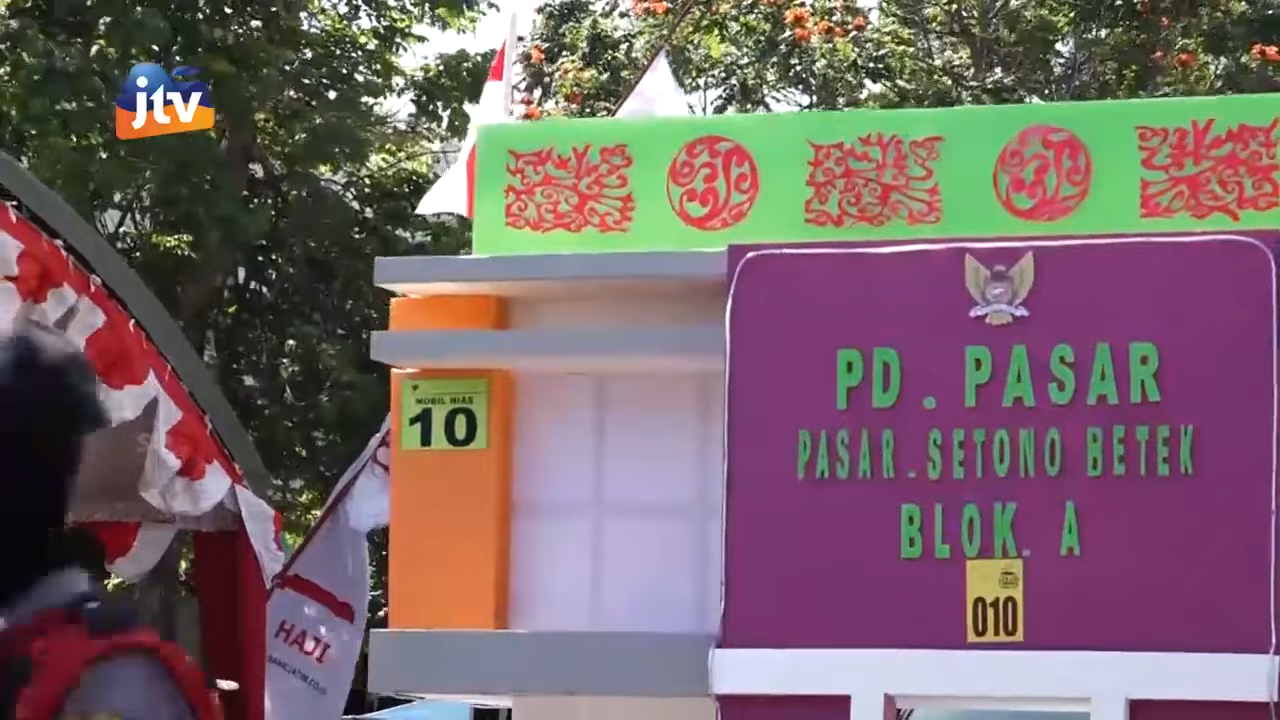 jtv
MOBIL HIAS
10
PD. PASAR
PASAR. SETONO BETEK
BLOK. A
010
HAJI